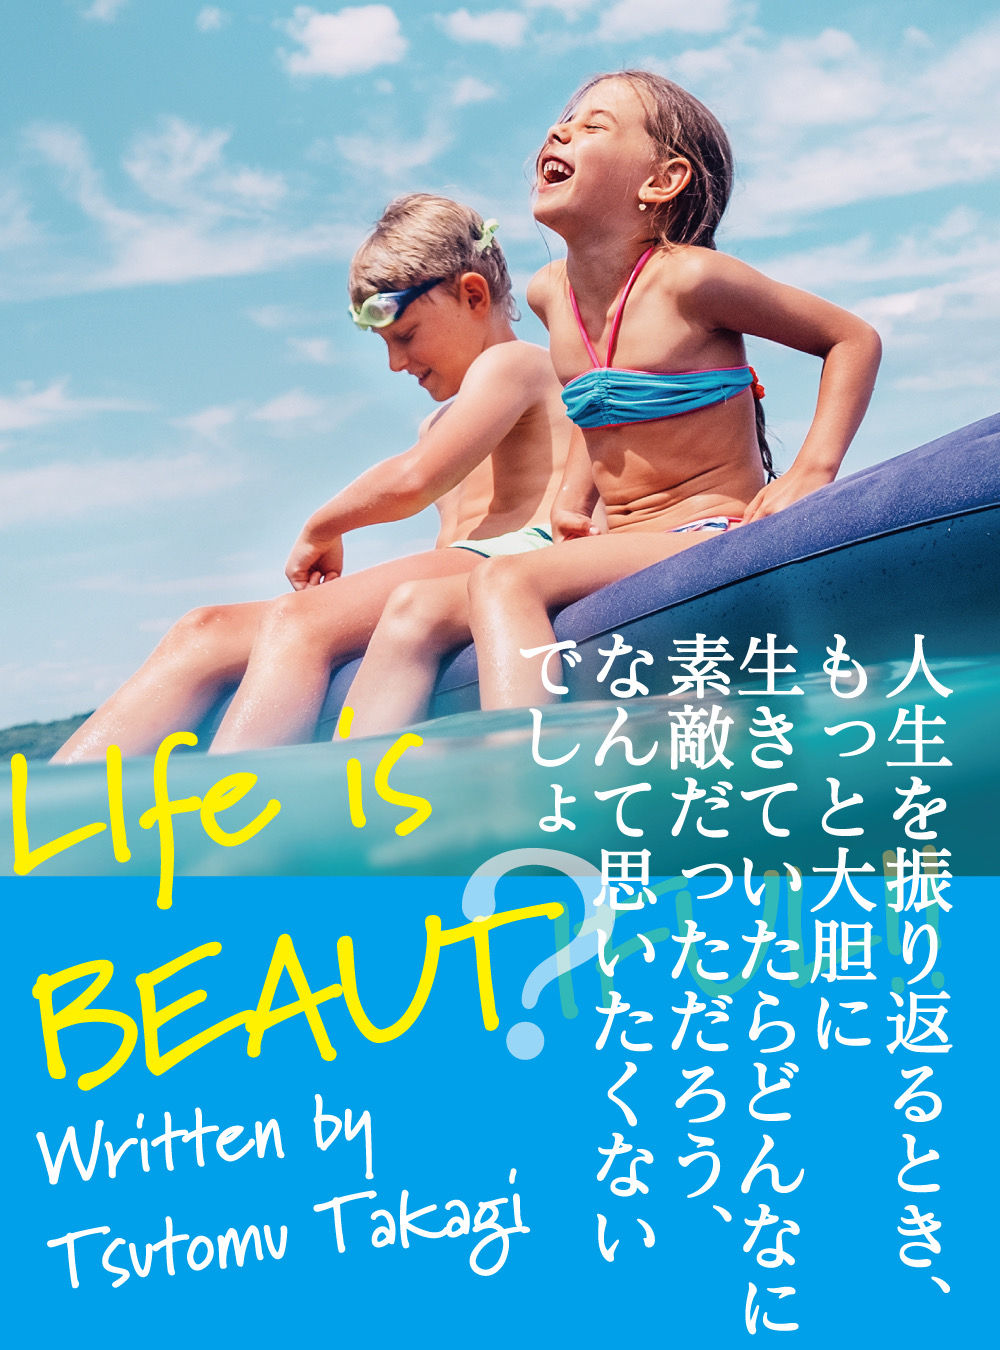 人生を振り返るとき、
もっと大胆に
生きていたらどんなに
素敵だったただろう、
なんて思いたくない
でしょ
LIfe is
BEAUTIFUL!!
?
Written by
Tsutomu Takagi